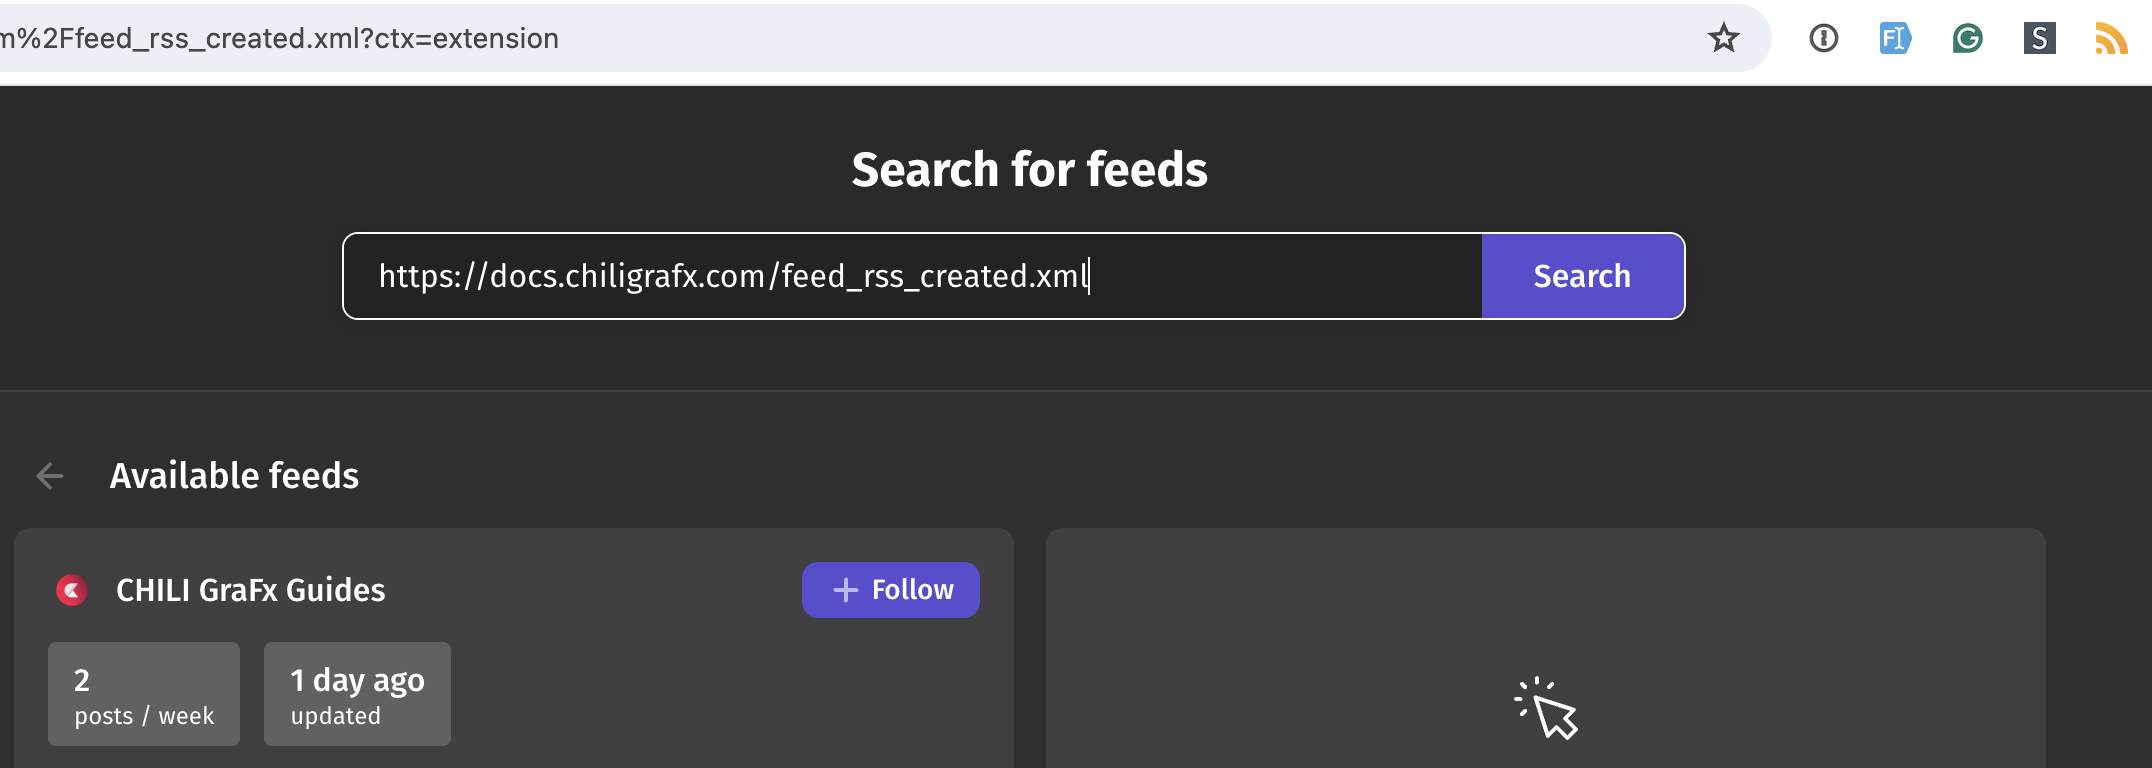 m%2Ffeed_rss_created.xml?ctx=extension
S
Search for feeds
https://docs.chiligrafx.com/feed_rss_created.xml
Search
Available feeds
CHILI GraFx Guides
+ Follow
2
posts / week
1 day ago
updated